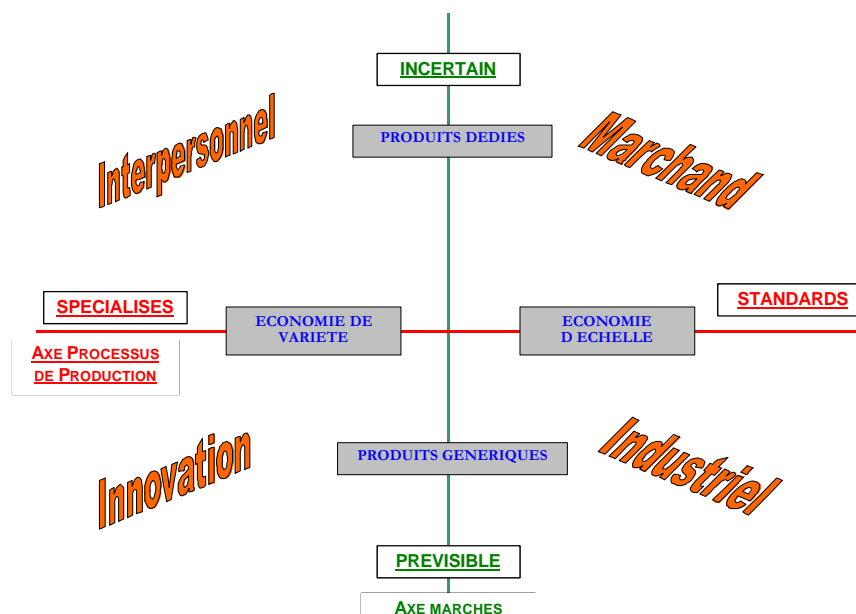 INCERTAIN
Interpersonnel
PRODUITS DEDIES
Marchand
SPECIALISES
STANDARDS
ECONOMIE DE
VARIETE
ECONOMIE
D ECHELLE
AXE PROCESSUS
DE PRODUCTION
Innovation
PRODUITS GENERIQUES
Industriel
PREVISIBLE
AXE MARCHES